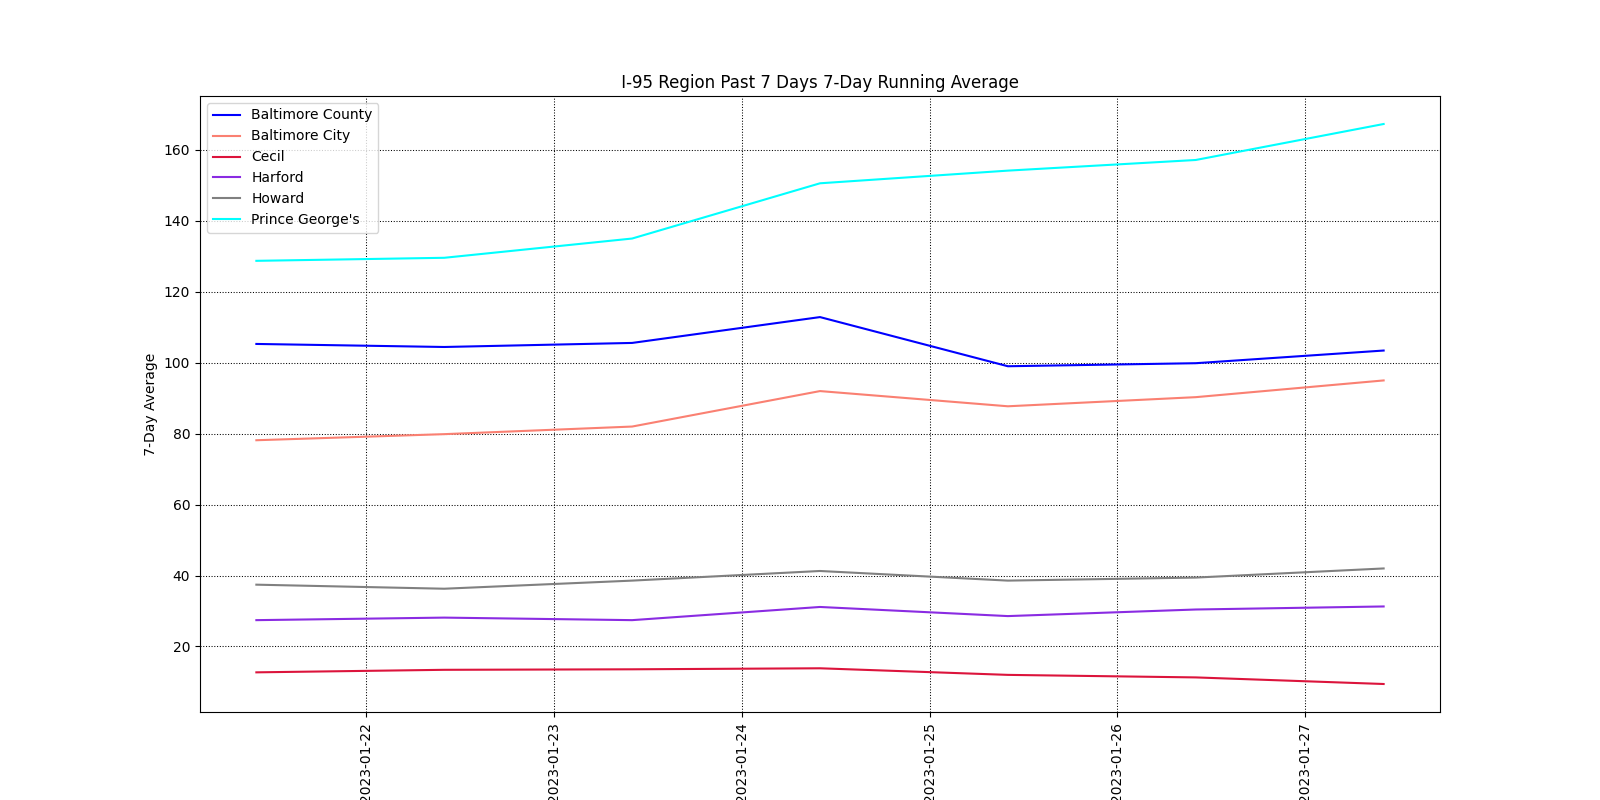 I-95 Region Past 7 Days 7-Day Running Average
Baltimore County
Baltimore City
Cecil
Harford
Howard
Prince George's
160
140
120
100
80
60
40
20
7-Day Average
2023-01-22
2023-01-23
2023-01-24
2023-01-25
2023-01-26
2023-01-27